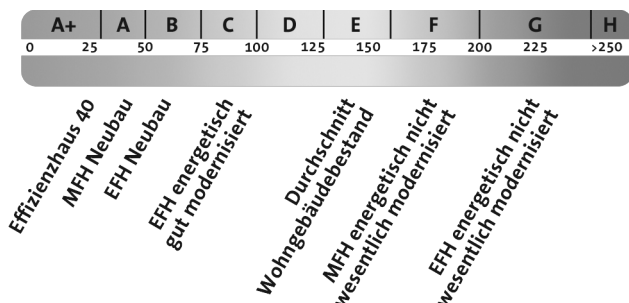 A+ A B C D E F G H
0 25 50 75 100 125 150 175 200 225 >250
Effizienzhaus 40
MFH Neubau
EFH Neubau
EFH energetisch
gut modernisiert
Durchschnitt
Wohngebäudebestand
MFH energetisch nicht
wesentlich modernisiert
EFH energetisch nicht
wesentlich modernisiert